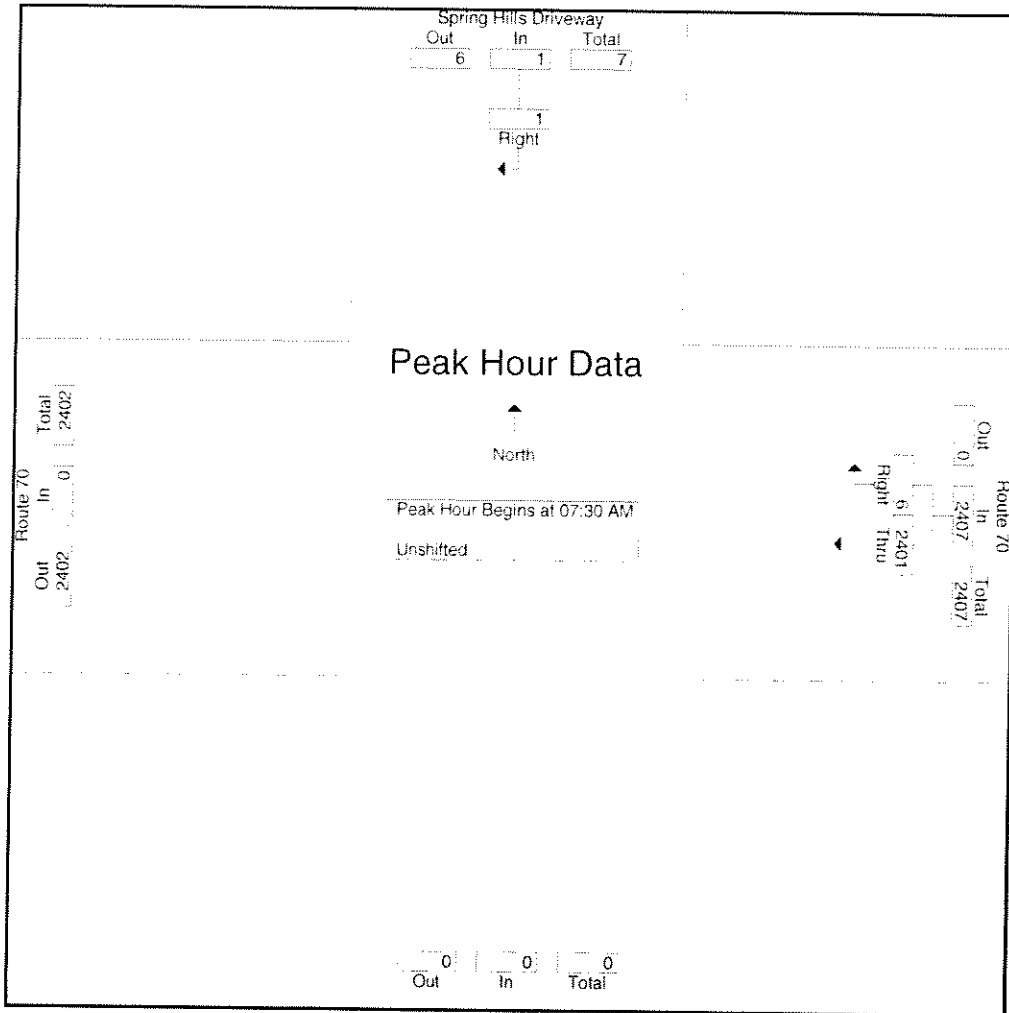 Spring Hills Driveway
Out In Total
6 1 7
1
Right
Peak Hour Data
North
Peak Hour Begins at 07:30 AM
Unshifted
Route 70
Out In Total
2402 0 2402
Route 70
Out In Total
0 2407 2407
Right Thru
6 2401
0 0 0
Out In Total